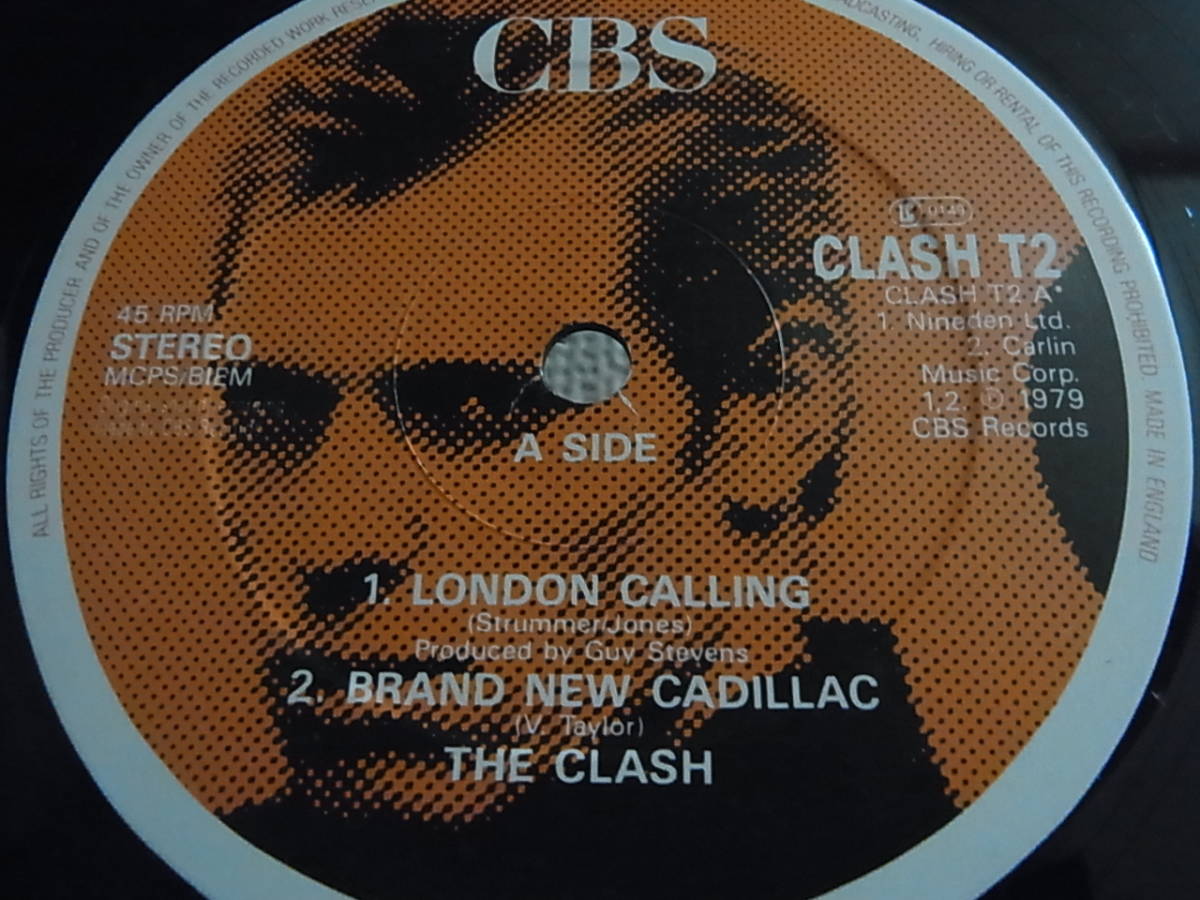 ALL RIGHTS OF THE PRODUCER AND OF THE OWNER OF THE RECORDED WORK
BROADCASTING, HIRING OR RENTAL OF THIS RECORDING PROHIBITED. MADE IN ENGLAND
CBS
LC 0149
CLASH T2
CLASH T2 A*
1. Nineden Ltd.
2. Carlin
Music Corp.
1,2. ℗ 1979
CBS Records
45 RPM
STEREO
MCPS/BIEM
A SIDE
1. LONDON CALLING
(Strummer/Jones)
Produced by Guy Stevens
2. BRAND NEW CADILLAC
(V. Taylor)
THE CLASH